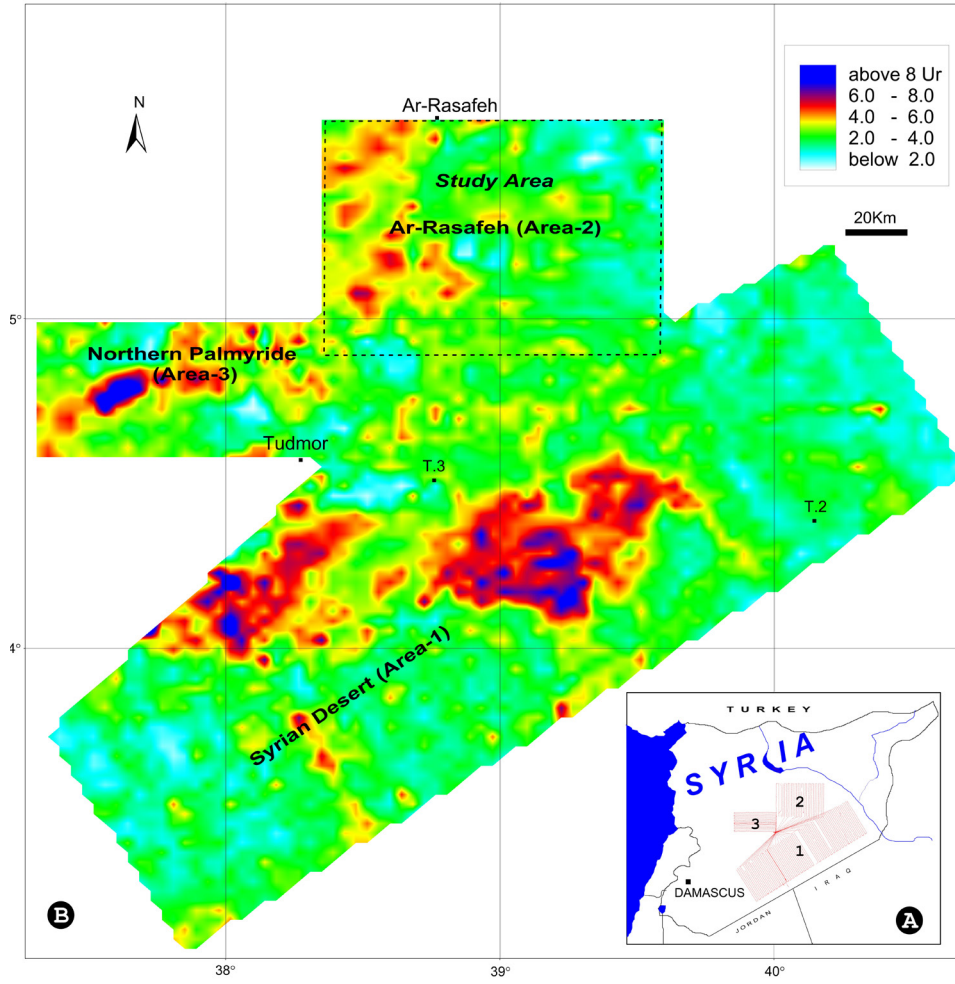 above 8 Ur
6.0 - 8.0
4.0 - 6.0
2.0 - 4.0
below 2.0
N
Ar-Rasafeh
Study Area
Ar-Rasafeh (Area-2)
20Km
5°
Northern Palmyride
(Area-3)
Tudmor
T.3
T.2
4°
Syrian Desert (Area-1)
TURKEY
SYRIA
2
3
1
DAMASCUS
IRAQ
JORDAN
B
A
38°
39°
40°